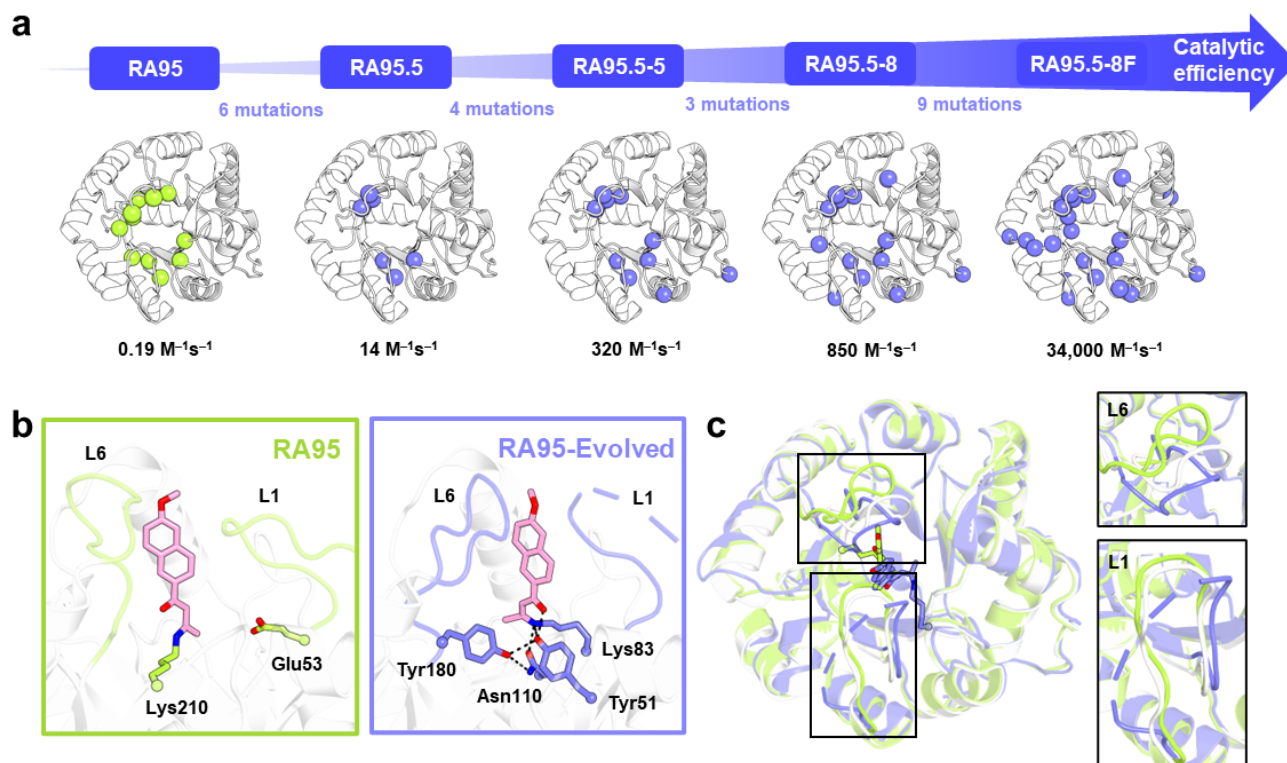 a
RA95
RA95.5
RA95.5-5
RA95.5-8
RA95.5-8F
Catalytic
efficiency
6 mutations
4 mutations
3 mutations
9 mutations
0.19 M⁻¹s⁻¹
14 M⁻¹s⁻¹
320 M⁻¹s⁻¹
850 M⁻¹s⁻¹
34,000 M⁻¹s⁻¹
b
RA95
L6
L1
Glu53
Lys210
RA95-Evolved
L6
L1
Lys83
Tyr180
Asn110
Tyr51
c
L6
L1